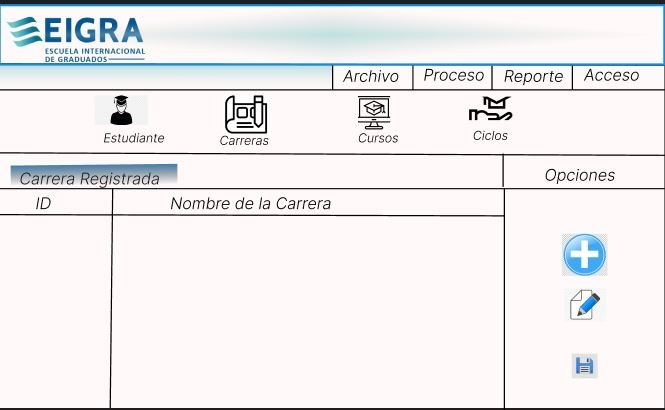 EIGRA
ESCUELA INTERNACIONAL
DE GRADUADOS
Archivo Proceso Reporte Acceso
Estudiante Carreras Cursos Ciclos
Carrera Registrada Opciones
ID Nombre de la Carrera